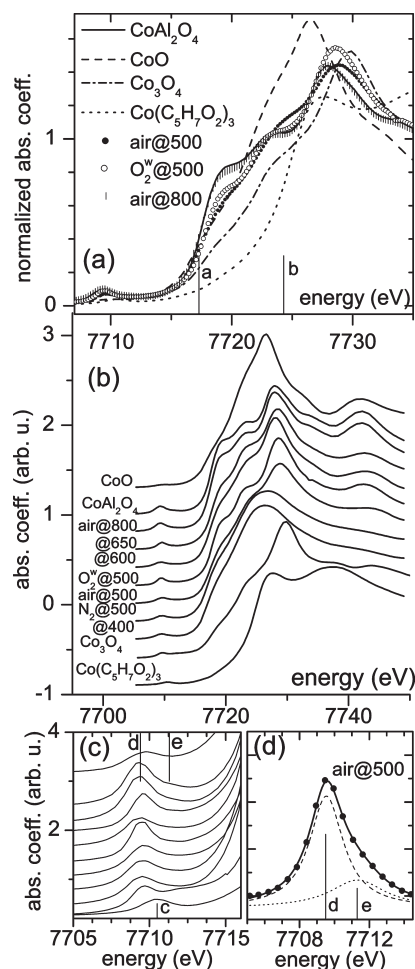 normalized abs. coeff.
1
0
CoAl2O4
CoO
Co3O4
Co(C5H7O2)3
air@500
O2^w@500
air@800
(a)
a
b
energy (eV)
7710
7720
7730
abs. coeff. (arb. u.)
3
2
1
0
-1
(b)
CoO
CoAl2O4
air@800
@650
@600
O2^w@500
air@500
N2@500
@400
Co3O4
Co(C5H7O2)3
energy (eV)
7700
7720
7740
abs. coeff. (arb. u.)
4
2
(c)
d
e
c
7705
7710
7715
energy (eV)
(d)
air@500
d
e
7708
7712
energy (eV)